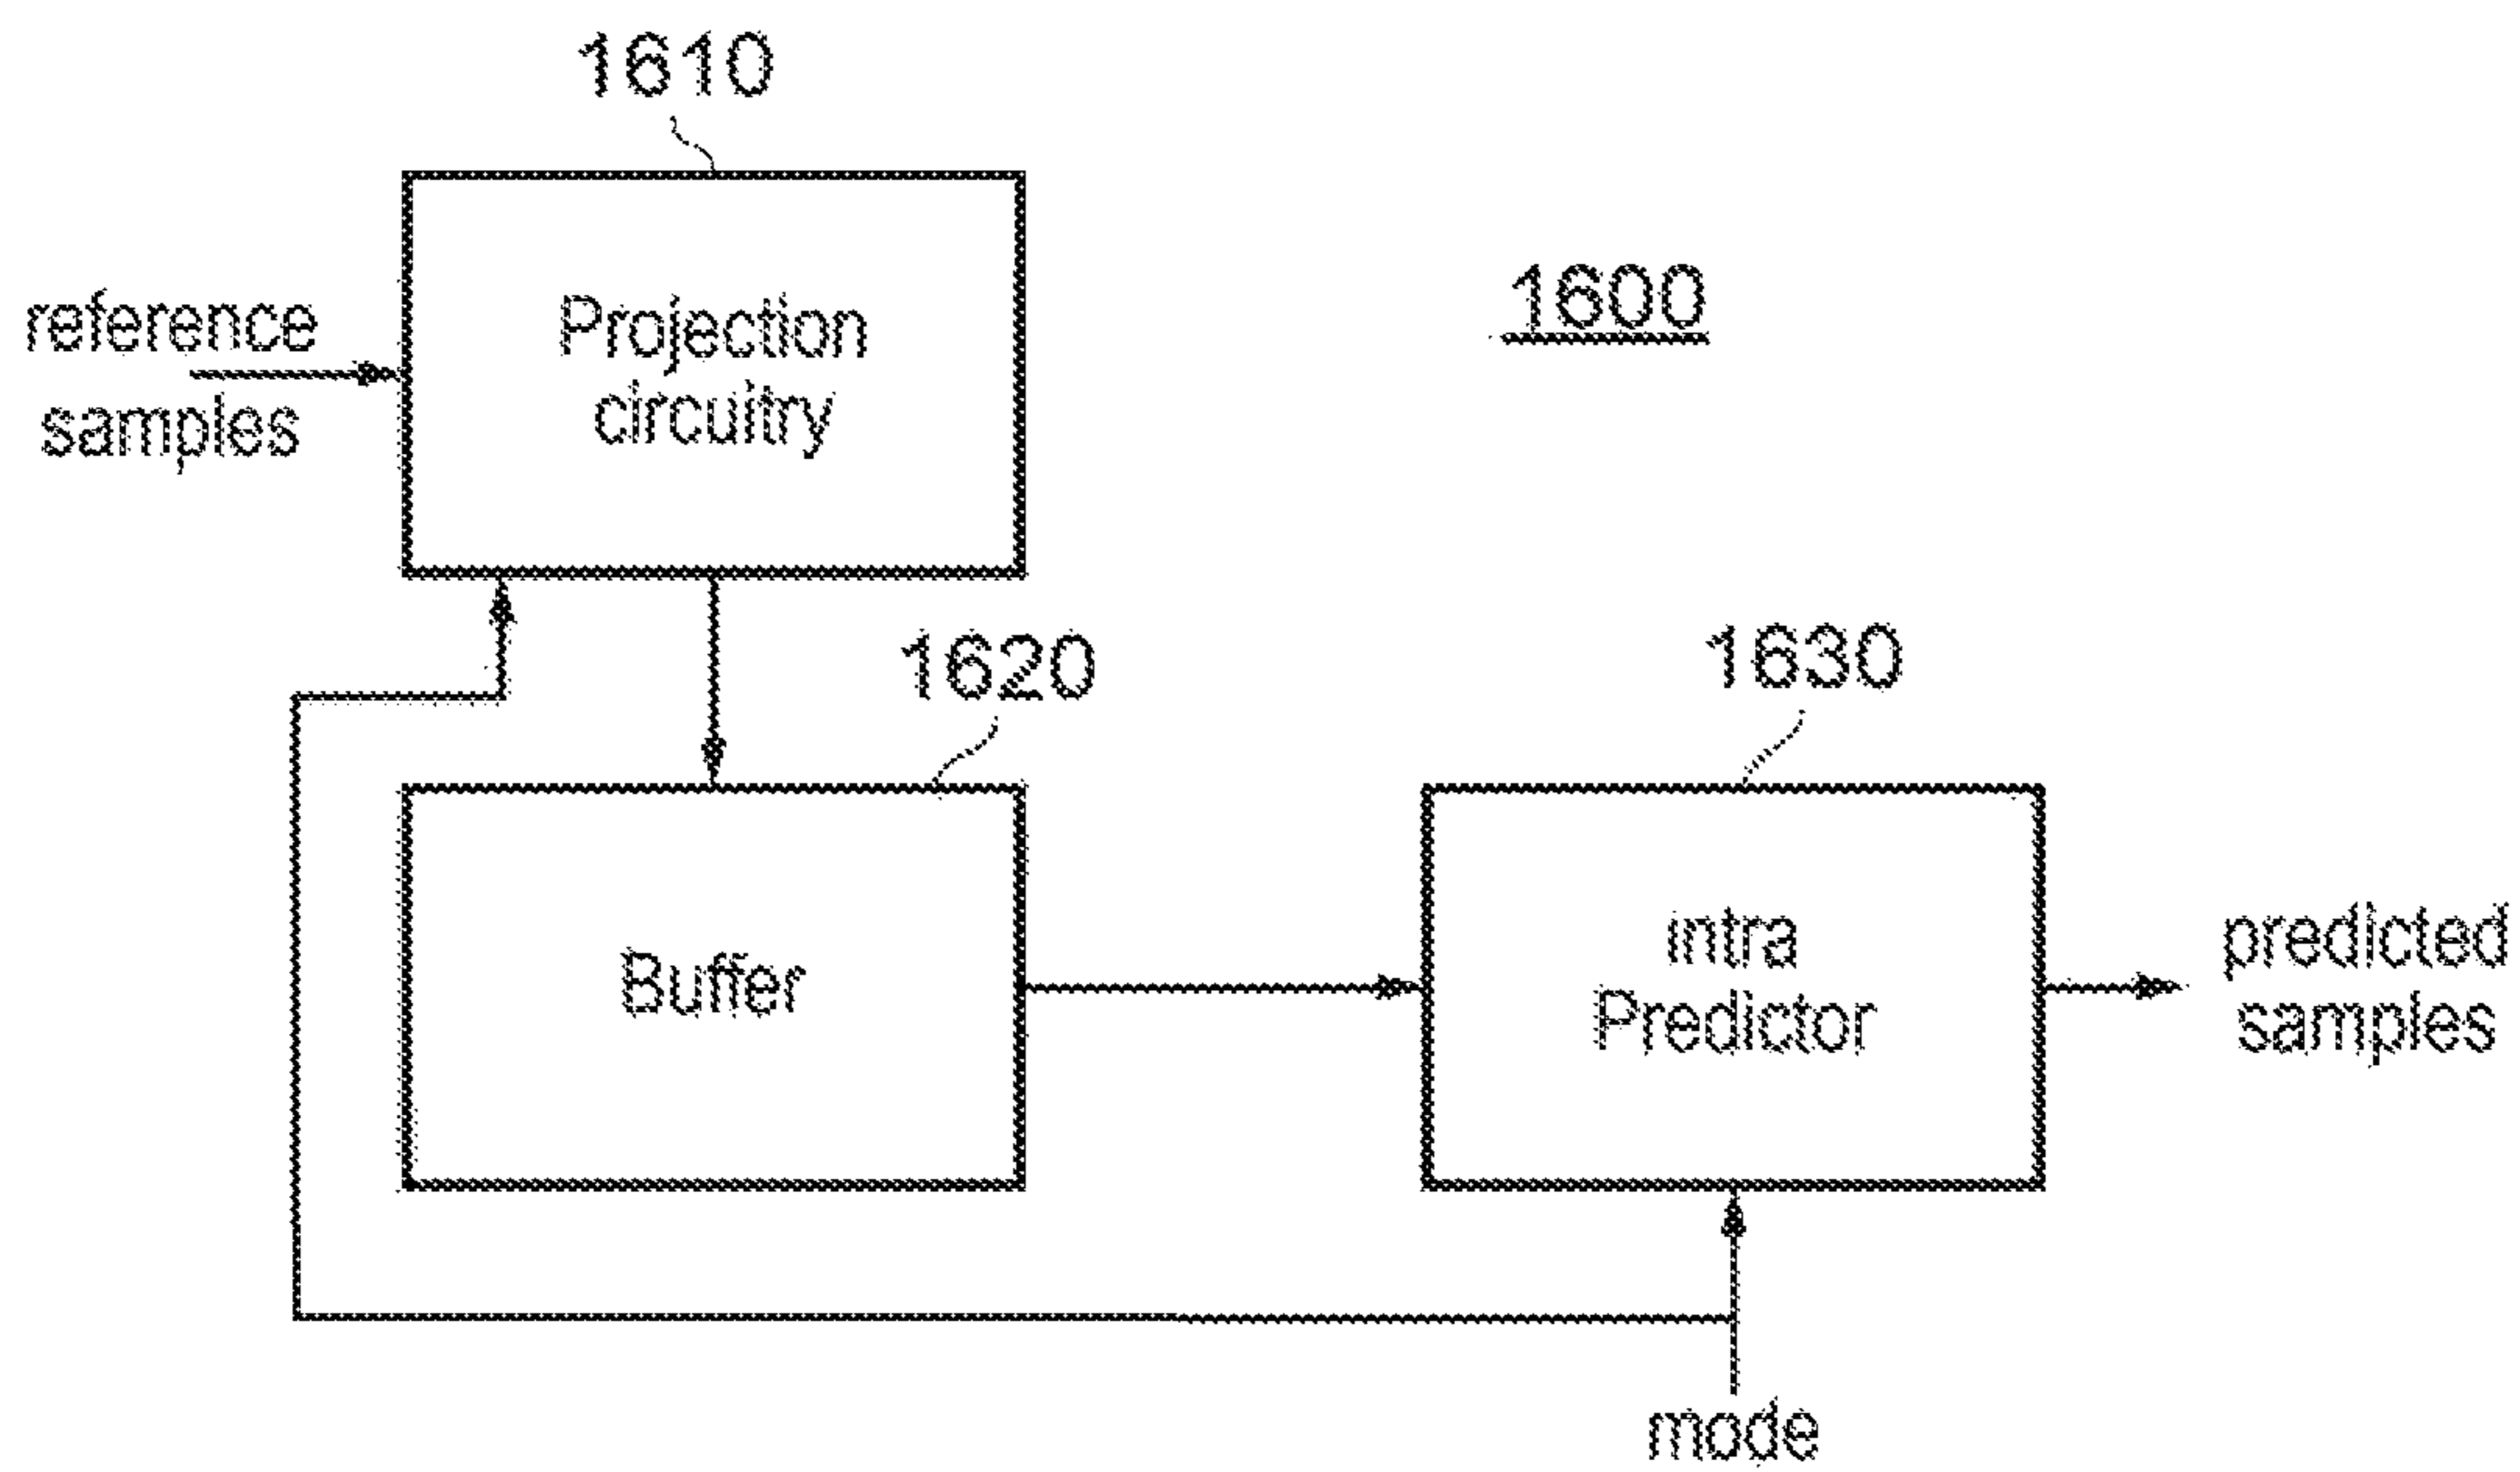 1610
reference
samples
Projection
circuitry
1600
1620
1630
Buffer
intra
Predictor
predicted
samples
mode